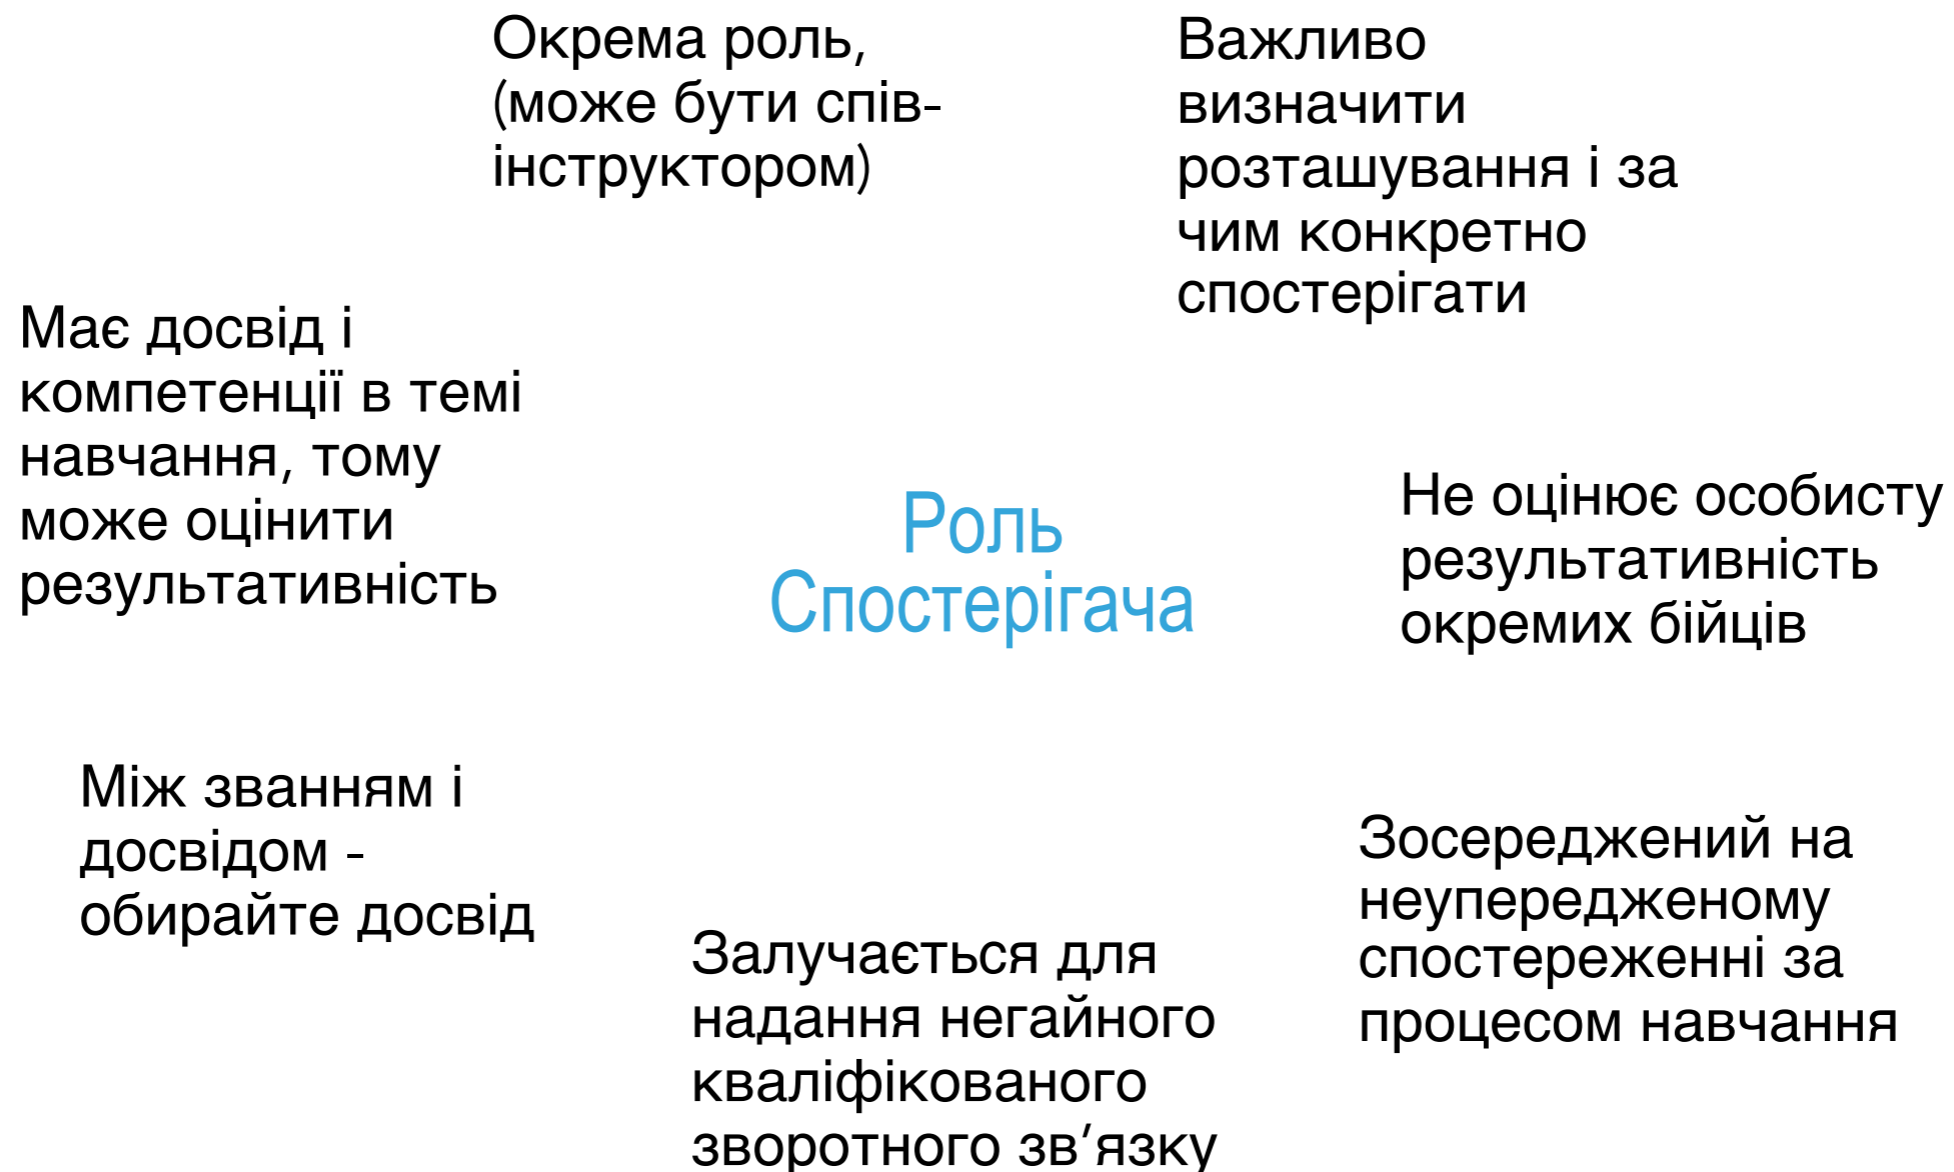 Окрема роль,
(може бути спів-
інструктором)
Важливо
визначити
розташування і за
чим конкретно
спостерігати
Має досвід і
компетенції в темі
навчання, тому
може оцінити
результативність
Роль
Спостерігача
Не оцінює особисту
результативність
окремих бійців
Між званням і
досвідом -
обирайте досвід
Залучається для
надання негайного
кваліфікованого
зворотного зв’язку
Зосереджений на
неупередженому
спостереженні за
процесом навчання